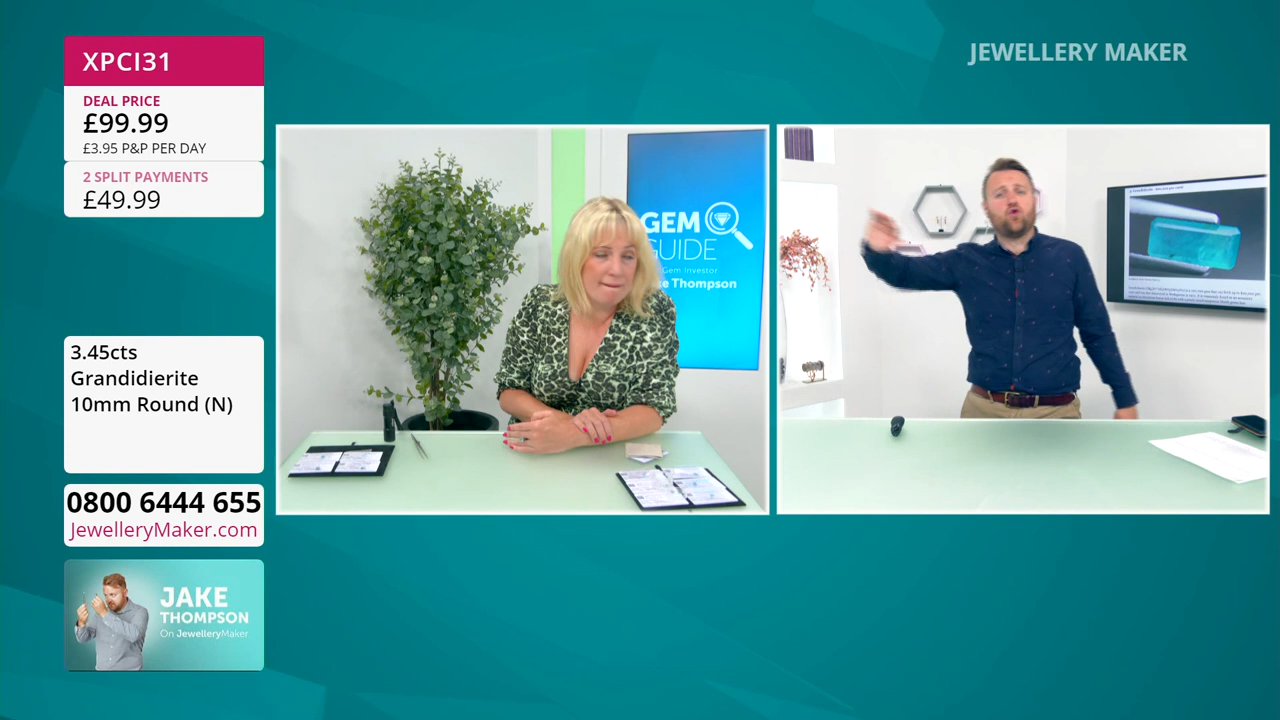 XPCI31
DEAL PRICE
£99.99
£3.95 P&P PER DAY
2 SPLIT PAYMENTS
£49.99
3.45cts
Grandidierite
10mm Round (N)
0800 6444 655
JewelleryMaker.com
JAKE
THOMPSON
On JewelleryMaker
JEWELLERY MAKER
GEM
GUIDE
Gem Investor
ke Thompson